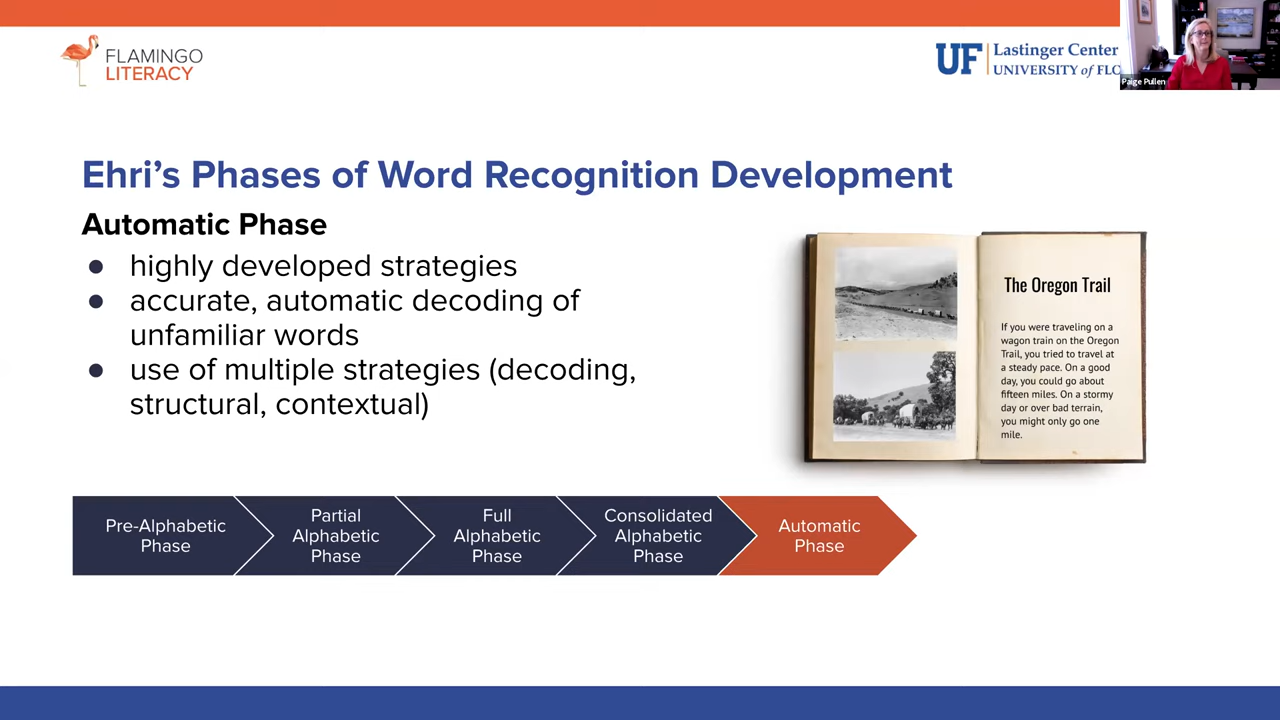 FLAMINGO
LITERACY
UF
Lastinger Center
UNIVERSITY of FLO
Paige Pullen
Ehri’s Phases of Word Recognition Development
Automatic Phase
● highly developed strategies
● accurate, automatic decoding of
unfamiliar words
● use of multiple strategies (decoding,
structural, contextual)
The Oregon Trail
If you were traveling on a
wagon train on the Oregon
Trail, you tried to travel at
a steady pace. On a good
day, you could go about
fifteen miles. On a stormy
day or over bad terrain,
you might only go one
mile.
Pre-Alphabetic
Phase
Partial
Alphabetic
Phase
Full
Alphabetic
Phase
Consolidated
Alphabetic
Phase
Automatic
Phase